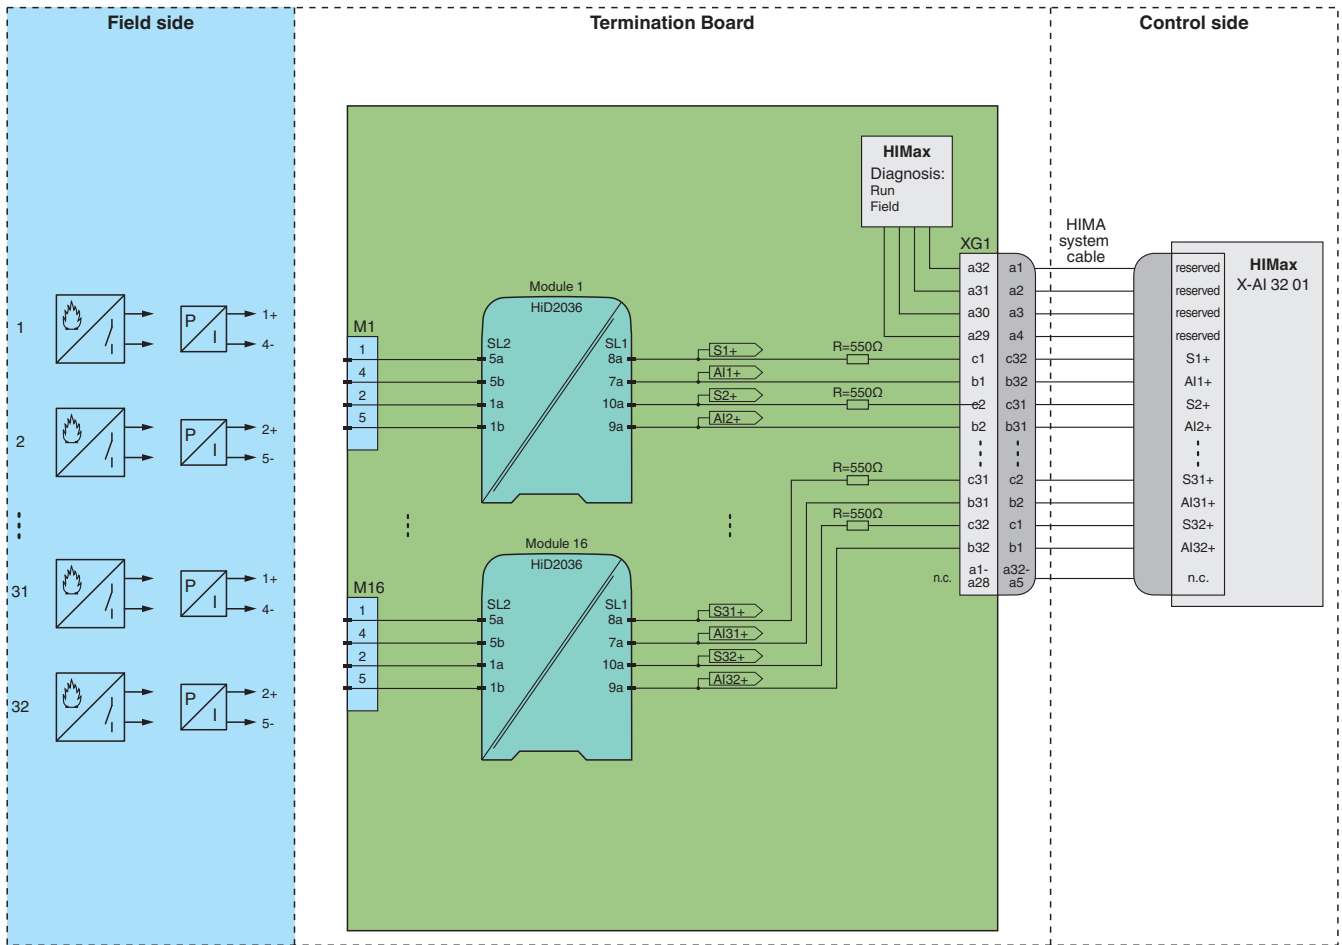 Field side
Termination Board
Control side
HIMax
Diagnosis:
Run
Field
XG1
HIMA
system
cable
HIMax
X-AI 32 01
a32 a1 reserved
a31 a2 reserved
a30 a3 reserved
a29 a4 reserved
c1 c32 S1+
b1 b32 AI1+
c2 c31 S2+
b2 b31 AI2+
c31 c2 S31+
b31 b2 AI31+
c32 c1 S32+
b32 b1 AI32+
n.c. a1- a28 a32- a5 n.c.
1
P
I
1+
4-
2
P
I
2+
5-
31
P
I
1+
4-
32
P
I
2+
5-
M1
1
4
2
5
Module 1
HiD2036
SL2
SL1
5a
5b
1a
1b
8a
7a
10a
9a
S1+
AI1+
S2+
AI2+
R=550Ω
R=550Ω
R=550Ω
R=550Ω
M16
1
4
2
5
Module 16
HiD2036
SL2
SL1
5a
5b
1a
1b
8a
7a
10a
9a
S31+
AI31+
S32+
AI32+